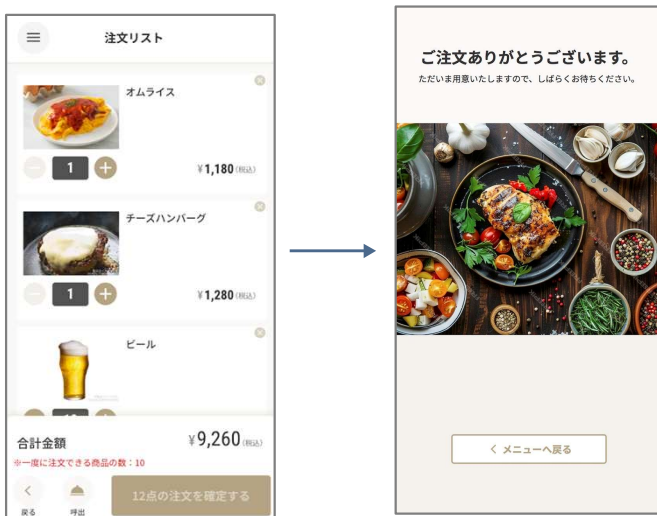 注文リスト
オムライス
1
¥1,180(税込)
チーズハンバーグ
1
¥1,280(税込)
ビール
合計金額
¥9,260(税込)
※一度に注文できる商品の数：10
戻る
呼出
12点の注文を確定する
ご注文ありがとうございます。
ただいま用意いたしますので、しばらくお待ちください。
メニューへ戻る